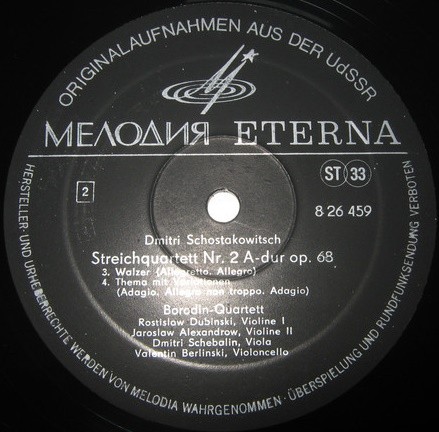 ORIGINALAUFNAHMEN AUS DER UdSSR
МЕЛОДИЯ ETERNA
ST 33
2
8 26 459
Dmitri Schostakowitsch
Streichquartett Nr. 2 A-dur op. 68
3. Walzer (Allegretto. Allegro)
4. Thema mit Variationen
(Adagio. Allegro non troppo. Adagio)
Borodin-Quartett
Rostislaw Dubinski, Violine I
Jaroslaw Alexandrow, Violine II
Dmitri Schebalin, Viola
Valentin Berlinski, Violoncello
HERSTELLER- UND URHEBERRECHTE WERDEN VON MELODIA WAHRGENOMMEN · ÜBERSPIELUNG UND RUNDFUNKSENDUNG VERBOTEN